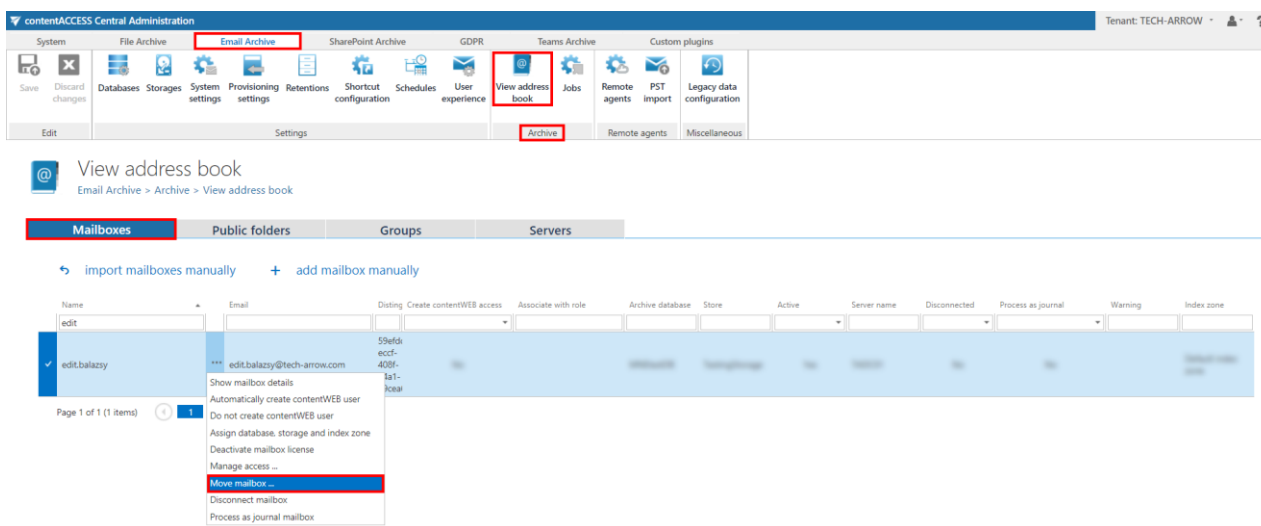 contentACCESS Central Administration
Tenant: TECH-ARROW
System File Archive Email Archive SharePoint Archive GDPR Teams Archive Custom plugins
Save Discard changes Databases Storages System settings Provisioning settings Retentions Shortcut configuration Schedules User experience View address book Jobs Remote agents PST import Legacy data configuration
Edit Settings Archive Remote agents Miscellaneous
View address book
Email Archive > Archive > View address book
Mailboxes Public folders Groups Servers
import mailboxes manually + add mailbox manually
Name Email Disting Create contentWEB access Associate with role Archive database Store Active Server name Disconnected Process as journal Warning Index zone
edit
edit.balazsy *** edit.balazsy@tech-arrow.com
eccf-
408f-
Show mailbox details
Automatically create contentWEB user
Page 1 of 1 (1 items) 1
Do not create contentWEB user
Assign database, storage and index zone
Deactivate mailbox license
Manage access ...
Move mailbox ...
Disconnect mailbox
Process as journal mailbox